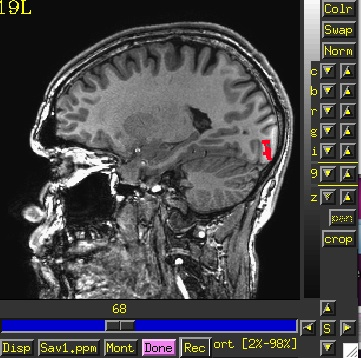 19L
Colr
Swap
Norm
c
b
r
g
i
9
z
pan
crop
68
S
Disp Sav1.ppm Mont Done Rec ort [2%-98%]